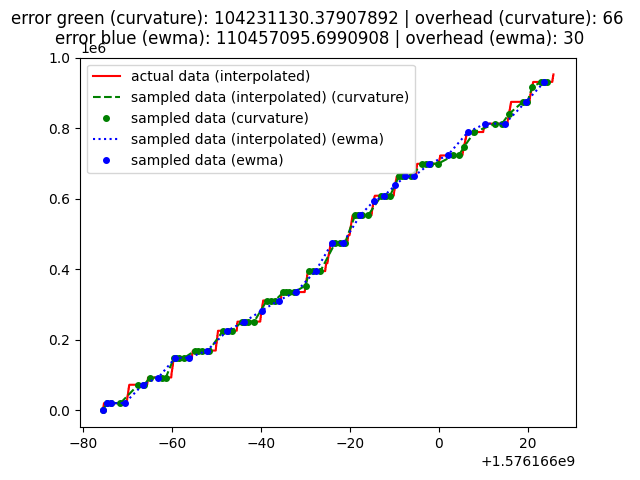 error green (curvature): 104231130.37907892 | overhead (curvature): 66
error blue (ewma): 110457095.6990908 | overhead (ewma): 30
1e6
1.0
0.8
0.6
0.4
0.2
0.0
actual data (interpolated)
sampled data (interpolated) (curvature)
sampled data (curvature)
sampled data (interpolated) (ewma)
sampled data (ewma)
−80 −60 −40 −20 0 20
+1.576166e9